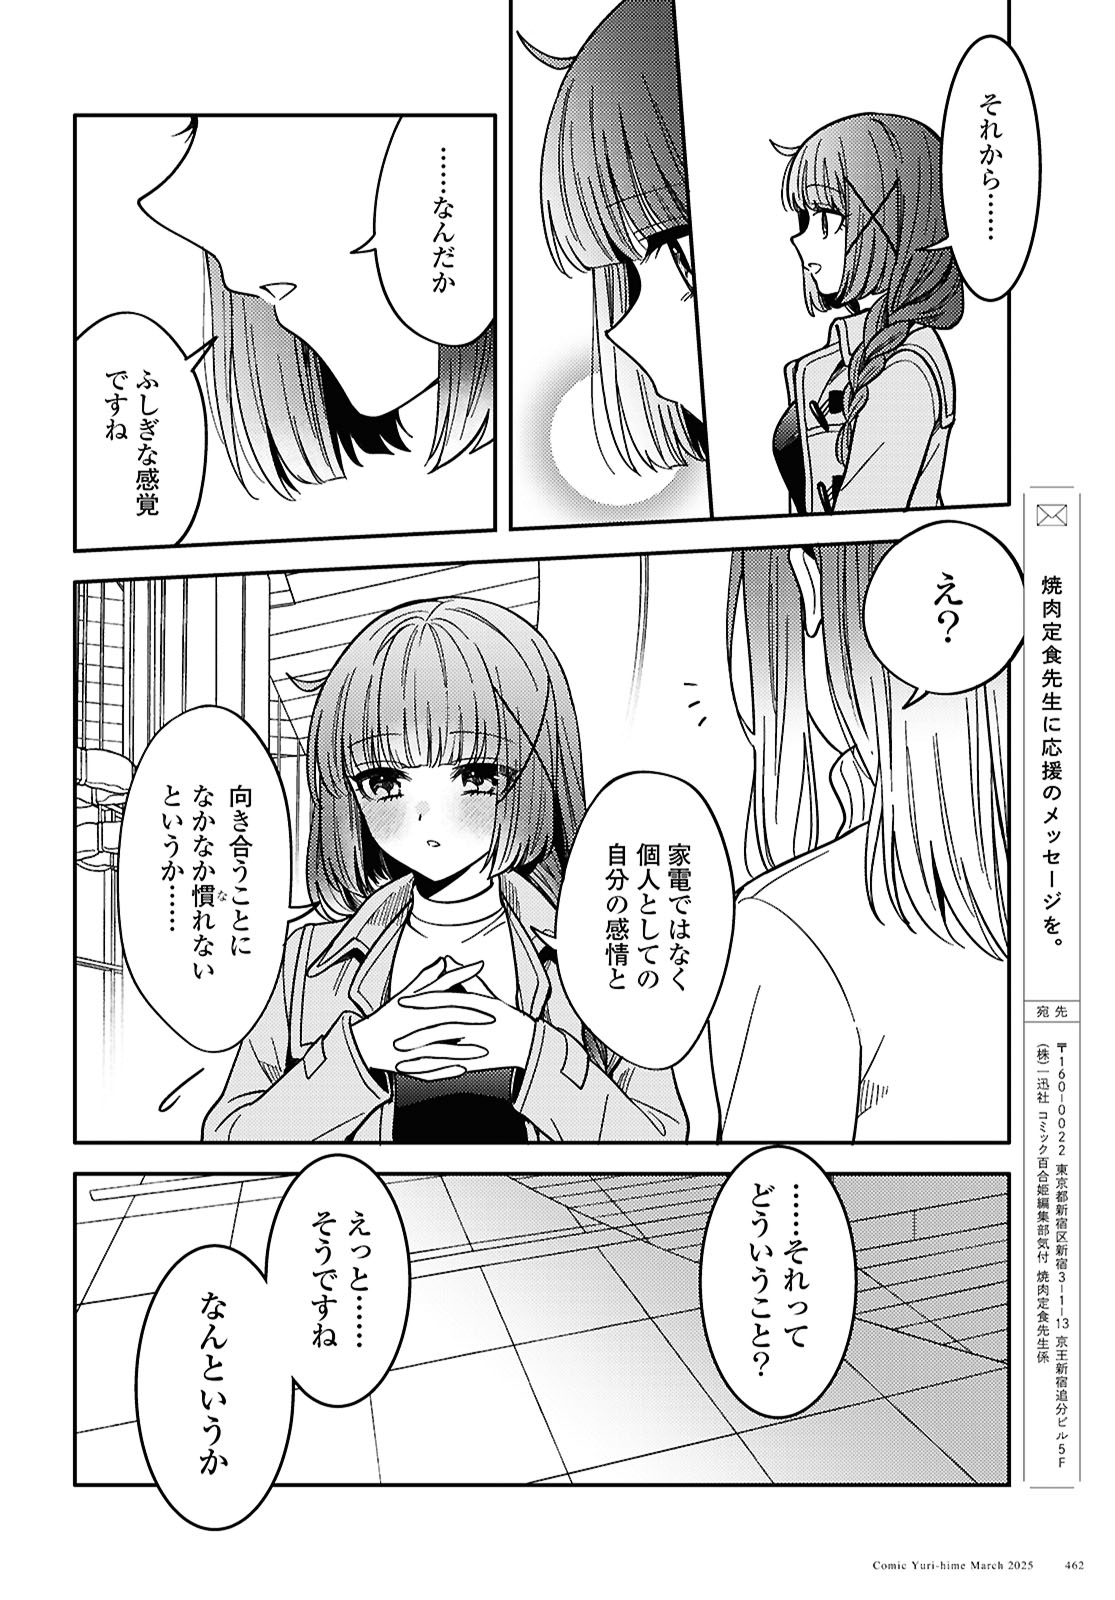 それから……
……なんだか
ふしぎな感覚
ですね
え？
家電ではなく
個人としての
自分の感情と
向き合うことに
なかなか慣れない
な
というか……
……それって
どういうこと？
えっと……
そうですね
なんというか
焼肉定食先生に応援のメッセージを。
宛先
〒160-0022 東京都新宿区新宿3-1-13 京王新宿追分ビル5F
(株)一迅社 コミック百合姫編集部気付 焼肉定食先生係
Comic Yuri-hime March 2025 462